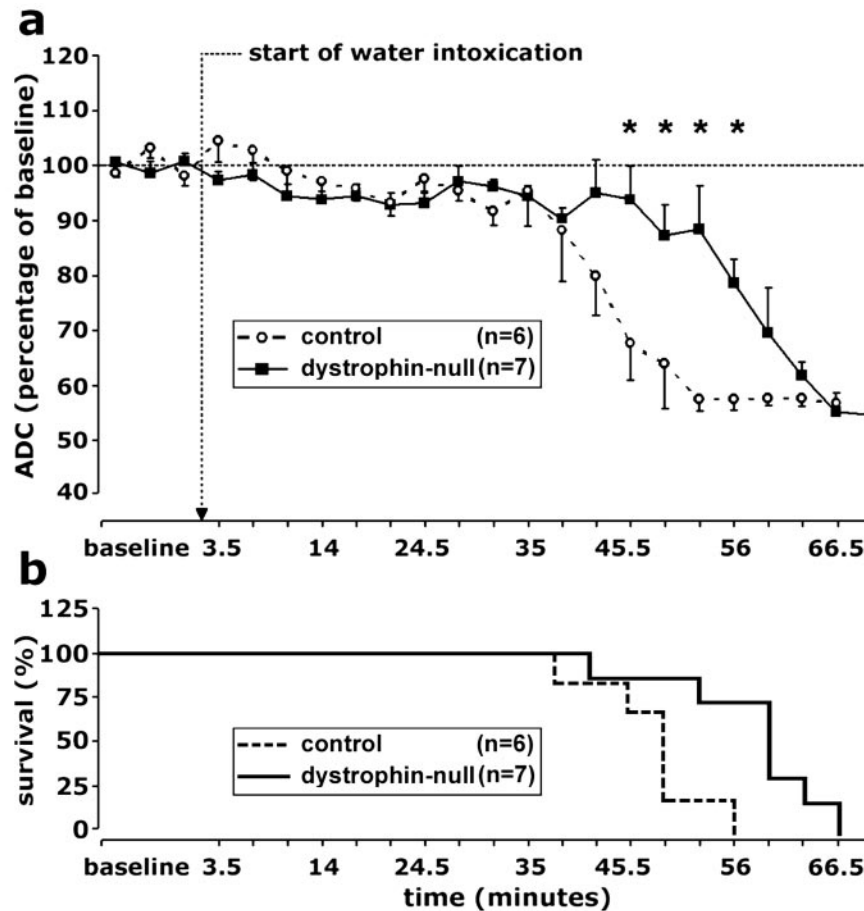 a
120
start of water intoxication
110
* * * *
100
90
80
70
60
50
40
ADC (percentage of baseline)
control (n=6)
dystrophin-null (n=7)
baseline 3.5 14 24.5 35 45.5 56 66.5
b
125
100
75
50
25
0
survival (%)
control (n=6)
dystrophin-null (n=7)
baseline 3.5 14 24.5 35 45.5 56 66.5
time (minutes)